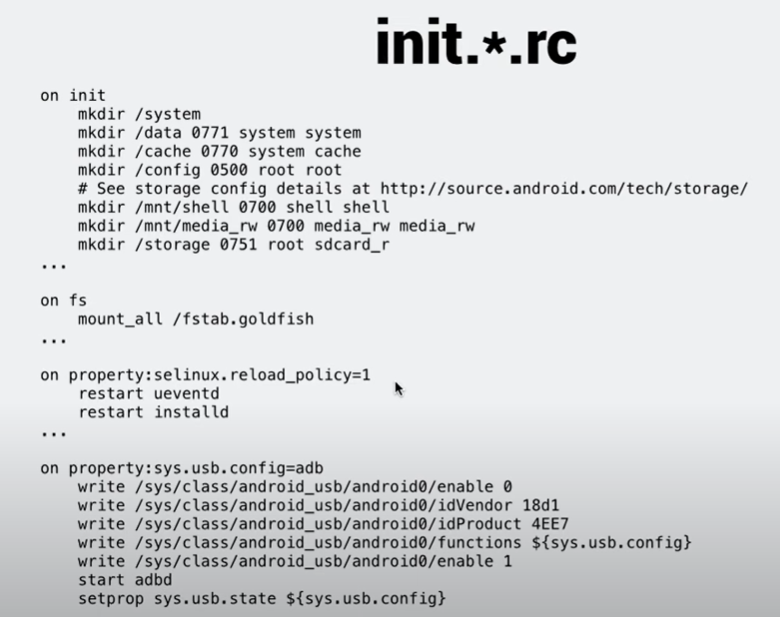 init.*.rc
on init
mkdir /system
mkdir /data 0771 system system
mkdir /cache 0770 system cache
mkdir /config 0500 root root
# See storage config details at http://source.android.com/tech/storage/
mkdir /mnt/shell 0700 shell shell
mkdir /mnt/media_rw 0700 media_rw media_rw
mkdir /storage 0751 root sdcard_r
...
on fs
mount_all /fstab.goldfish
...
on property:selinux.reload_policy=1
restart ueventd
restart installd
...
on property:sys.usb.config=adb
write /sys/class/android_usb/android0/enable 0
write /sys/class/android_usb/android0/idVendor 18d1
write /sys/class/android_usb/android0/idProduct 4EE7
write /sys/class/android_usb/android0/functions ${sys.usb.config}
write /sys/class/android_usb/android0/enable 1
start adbd
setprop sys.usb.state ${sys.usb.config}